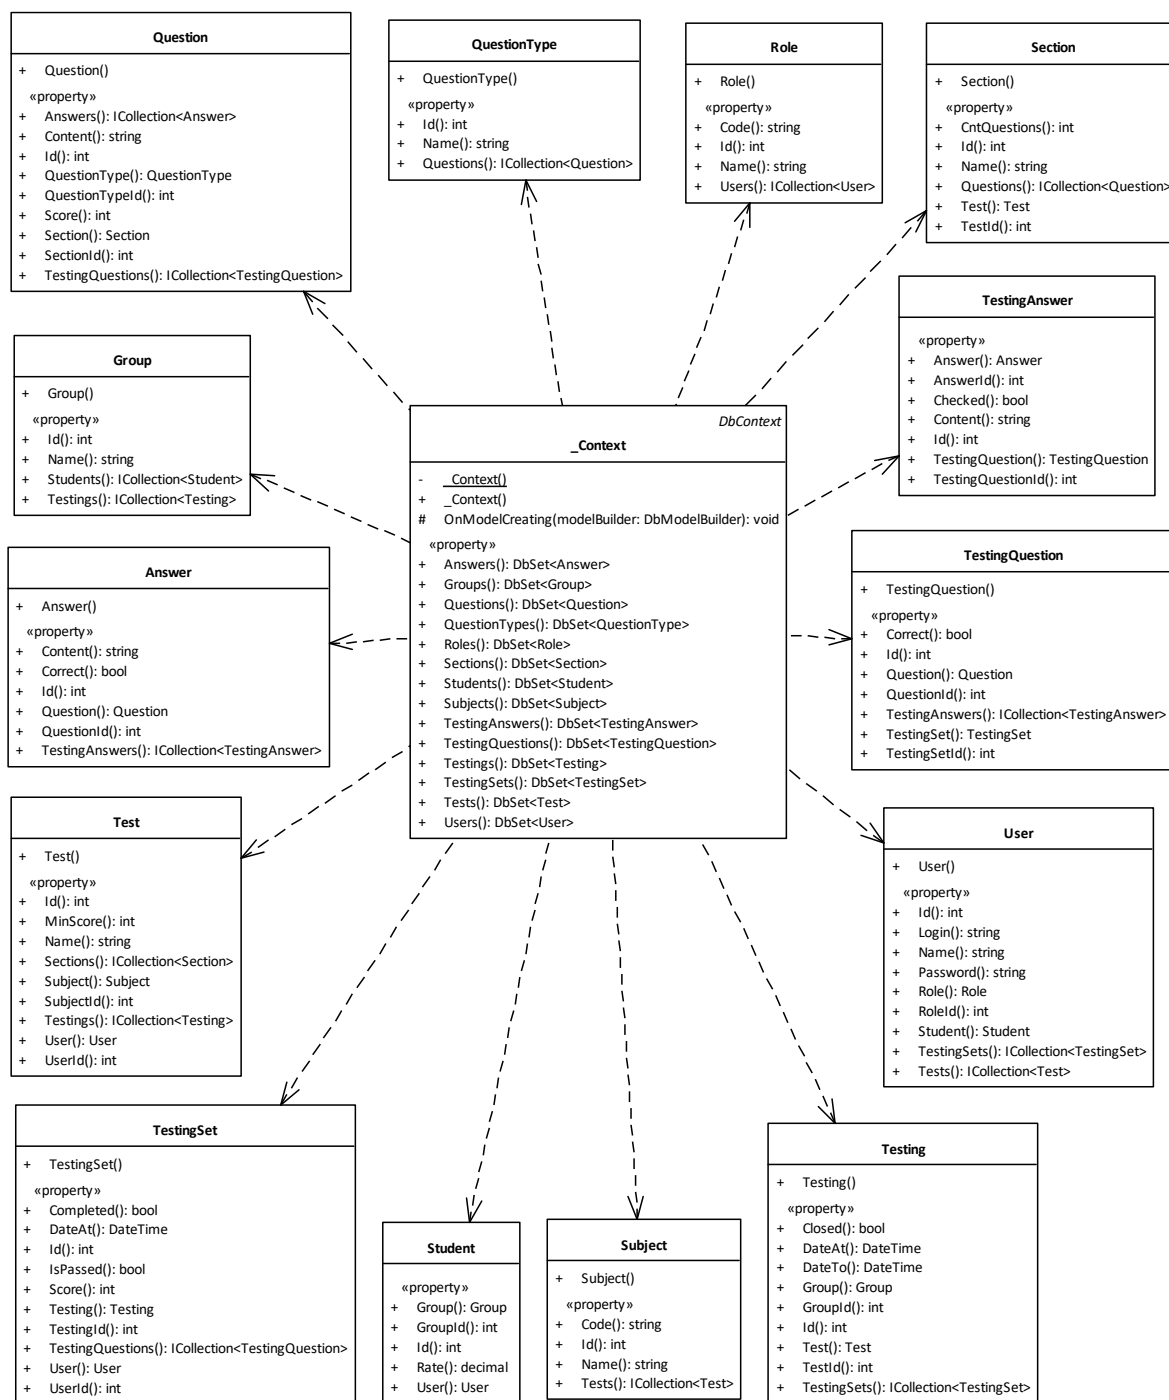 Question
+ Question()
«property»
+ Answers(): ICollection<Answer>
+ Content(): string
+ Id(): int
+ QuestionType(): QuestionType
+ QuestionTypeId(): int
+ Score(): int
+ Section(): Section
+ SectionId(): int
+ TestingQuestions(): ICollection<TestingQuestion>
QuestionType
+ QuestionType()
«property»
+ Id(): int
+ Name(): string
+ Questions(): ICollection<Question>
Role
+ Role()
«property»
+ Code(): string
+ Id(): int
+ Name(): string
+ Users(): ICollection<User>
Section
+ Section()
«property»
+ CntQuestions(): int
+ Id(): int
+ Name(): string
+ Questions(): ICollection<Question>
+ Test(): Test
+ TestId(): int
Group
+ Group()
«property»
+ Id(): int
+ Name(): string
+ Students(): ICollection<Student>
+ Testings(): ICollection<Testing>
DbContext
_Context
- _Context()
+ _Context()
# OnModelCreating(modelBuilder: DbModelBuilder): void
«property»
+ Answers(): DbSet<Answer>
+ Groups(): DbSet<Group>
+ Questions(): DbSet<Question>
+ QuestionTypes(): DbSet<QuestionType>
+ Roles(): DbSet<Role>
+ Sections(): DbSet<Section>
+ Students(): DbSet<Student>
+ Subjects(): DbSet<Subject>
+ TestingAnswers(): DbSet<TestingAnswer>
+ TestingQuestions(): DbSet<TestingQuestion>
+ Testings(): DbSet<Testing>
+ TestingSets(): DbSet<TestingSet>
+ Tests(): DbSet<Test>
+ Users(): DbSet<User>
TestingAnswer
«property»
+ Answer(): Answer
+ AnswerId(): int
+ Checked(): bool
+ Content(): string
+ Id(): int
+ TestingQuestion(): TestingQuestion
+ TestingQuestionId(): int
Answer
+ Answer()
«property»
+ Content(): string
+ Correct(): bool
+ Id(): int
+ Question(): Question
+ QuestionId(): int
+ TestingAnswers(): ICollection<TestingAnswer>
TestingQuestion
+ TestingQuestion()
«property»
+ Correct(): bool
+ Id(): int
+ Question(): Question
+ QuestionId(): int
+ TestingAnswers(): ICollection<TestingAnswer>
+ TestingSet(): TestingSet
+ TestingSetId(): int
Test
+ Test()
«property»
+ Id(): int
+ MinScore(): int
+ Name(): string
+ Sections(): ICollection<Section>
+ Subject(): Subject
+ SubjectId(): int
+ Testings(): ICollection<Testing>
+ User(): User
+ UserId(): int
User
+ User()
«property»
+ Id(): int
+ Login(): string
+ Name(): string
+ Password(): string
+ Role(): Role
+ RoleId(): int
+ Student(): Student
+ TestingSets(): ICollection<TestingSet>
+ Tests(): ICollection<Test>
TestingSet
+ TestingSet()
«property»
+ Completed(): bool
+ DateAt(): DateTime
+ Id(): int
+ IsPassed(): bool
+ Score(): int
+ Testing(): Testing
+ TestingId(): int
+ TestingQuestions(): ICollection<TestingQuestion>
+ User(): User
+ UserId(): int
Student
«property»
+ Group(): Group
+ GroupId(): int
+ Id(): int
+ Rate(): decimal
+ User(): User
Subject
+ Subject()
«property»
+ Code(): string
+ Id(): int
+ Name(): string
+ Tests(): ICollection<Test>
Testing
+ Testing()
«property»
+ Closed(): bool
+ DateAt(): DateTime
+ DateTo(): DateTime
+ Group(): Group
+ GroupId(): int
+ Id(): int
+ Test(): Test
+ TestId(): int
+ TestingSets(): ICollection<TestingSet>